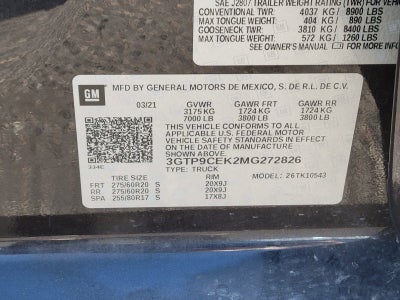 SAE J2807 TRAILER WEIGHT RATING (TWR) FOR VEHICLE
CONVENTIONAL TWR: 4037 KG / 8900 LBS
MAX TONGUE WEIGHT: 404 KG / 890 LBS
GOOSENECK TWR: 3810 KG / 8400 LBS
MAX TONGUE WEIGHT: 572 KG / 1260 LBS
SEE OWNER'S MANUAL FOR
GM
MFD BY GENERAL MOTORS DE MEXICO, S. DE R.L. DE C.V.
03/21 GVWR GAWR FRT GAWR RR
3175 KG 1724 KG 1724 KG
7000 LB 3800 LB 3800 LB
THIS VEHICLE CONFORMS TO ALL
APPLICABLE U.S. FEDERAL MOTOR
VEHICLE SAFETY STANDARDS IN
EFFECT ON THE DATE OF
MANUFACTURE SHOWN ABOVE.
3GTP9CEK2MG272826
TYPE: TRUCK MODEL: 26TK10543
TIRE SIZE RIM
FRT 275/60R20 S 20X9J
RR 275/60R20 S 20X9J
SPA 255/80R17 S 17X8J